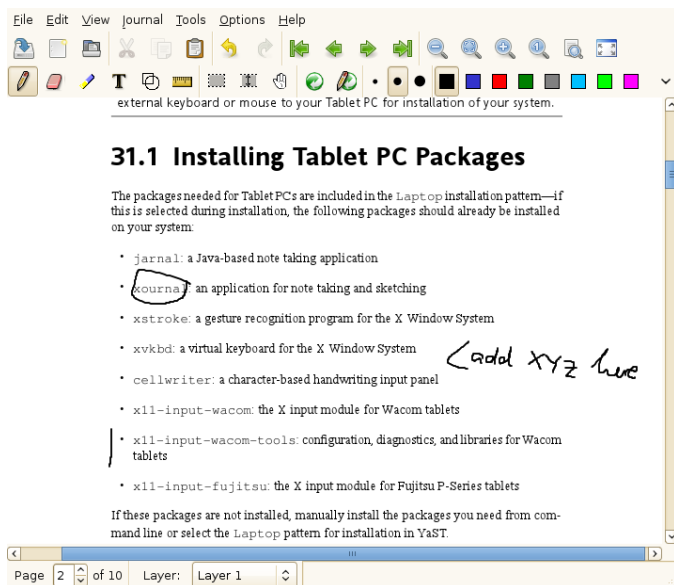 File Edit View Journal Tools Options Help
T
external keyboard or mouse to your Tablet PC for installation of your system.
31.1 Installing Tablet PC Packages
The packages needed for Tablet PCs are included in the Laptop installation pattern—if
this is selected during installation, the following packages should already be installed
on your system:
• jarnal: a Java-based note taking application
• xournal: an application for note taking and sketching
• xstroke: a gesture recognition program for the X Window System
• xvkbd: a virtual keyboard for the X Window System
<add XYZ here
• cellwriter: a character-based handwriting input panel
• x11-input-wacom: the X input module for Wacom tablets
• x11-input-wacom-tools: configuration, diagnostics, and libraries for Wacom
tablets
• x11-input-fujitsu: the X input module for Fujitsu P-Series tablets
If these packages are not installed, manually install the packages you need from com-
mand line or select the Laptop pattern for installation in YaST.
Page 2 of 10 Layer: Layer 1